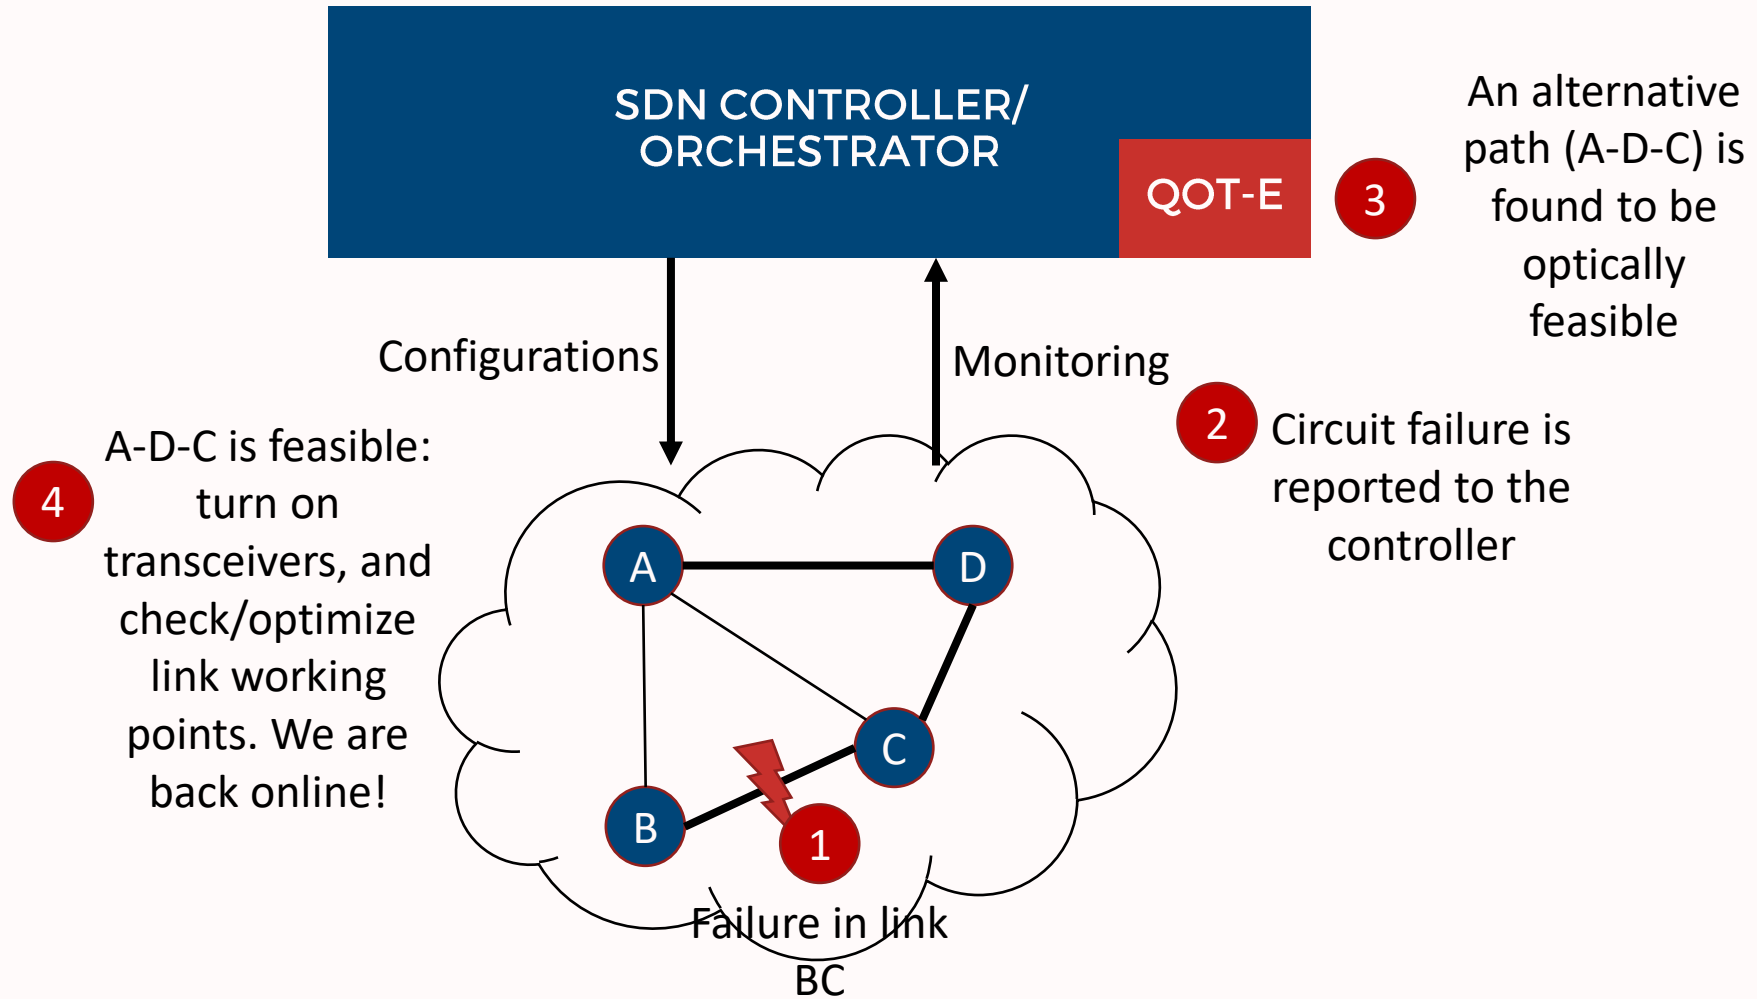 SDN CONTROLLER/
ORCHESTRATOR
QOT-E
3
An alternative
path (A-D-C) is
found to be
optically
feasible
Configurations
Monitoring
2
Circuit failure is
reported to the
controller
4
A-D-C is feasible:
turn on
transceivers, and
check/optimize
link working
points. We are
back online!
A
D
C
B
1
Failure in link
BC